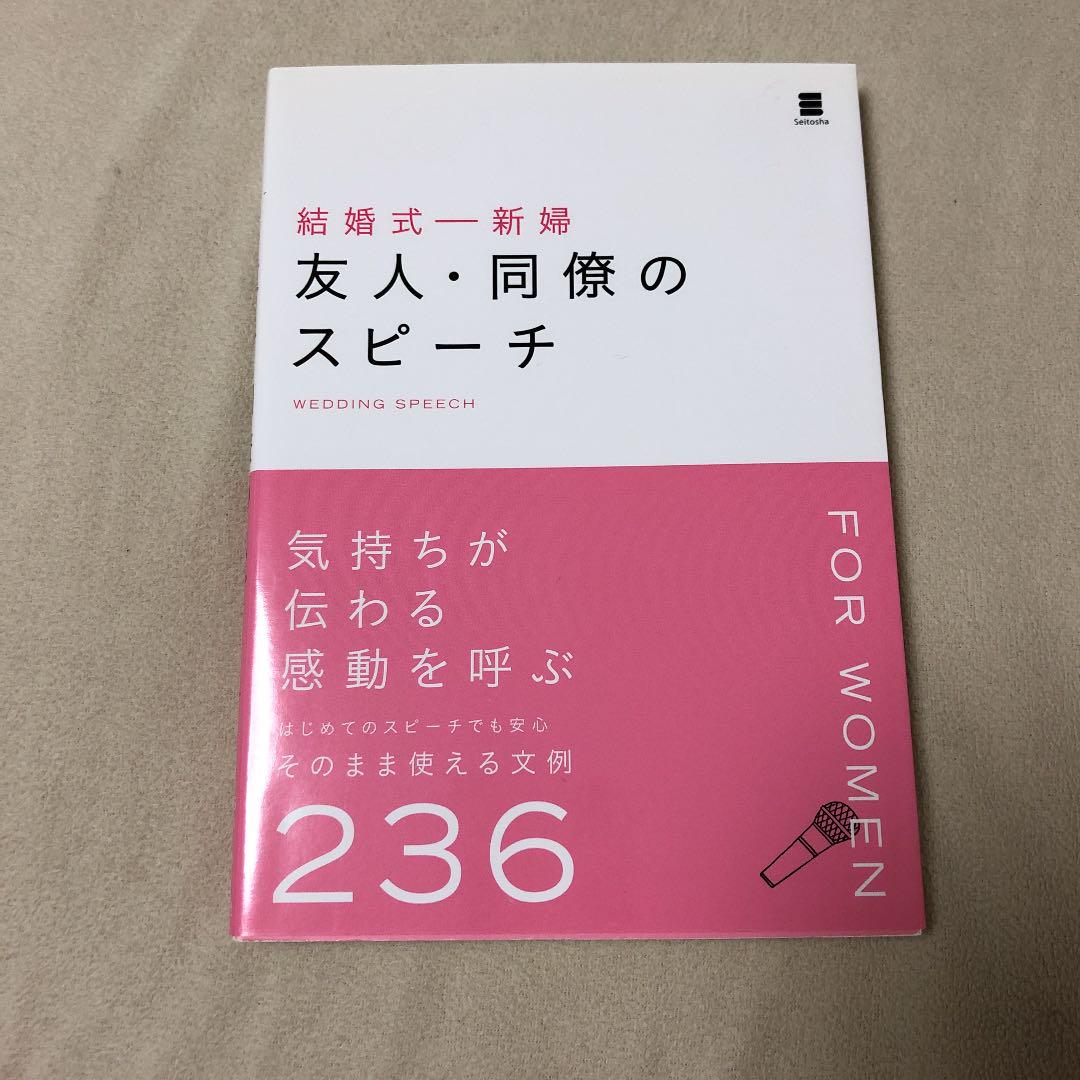 Seitosha
結婚式──新婦
友人・同僚の
スピーチ
WEDDING SPEECH
気持ちが
伝わる
感動を呼ぶ
はじめてのスピーチでも安心
そのまま使える文例
236
FOR WOMEN